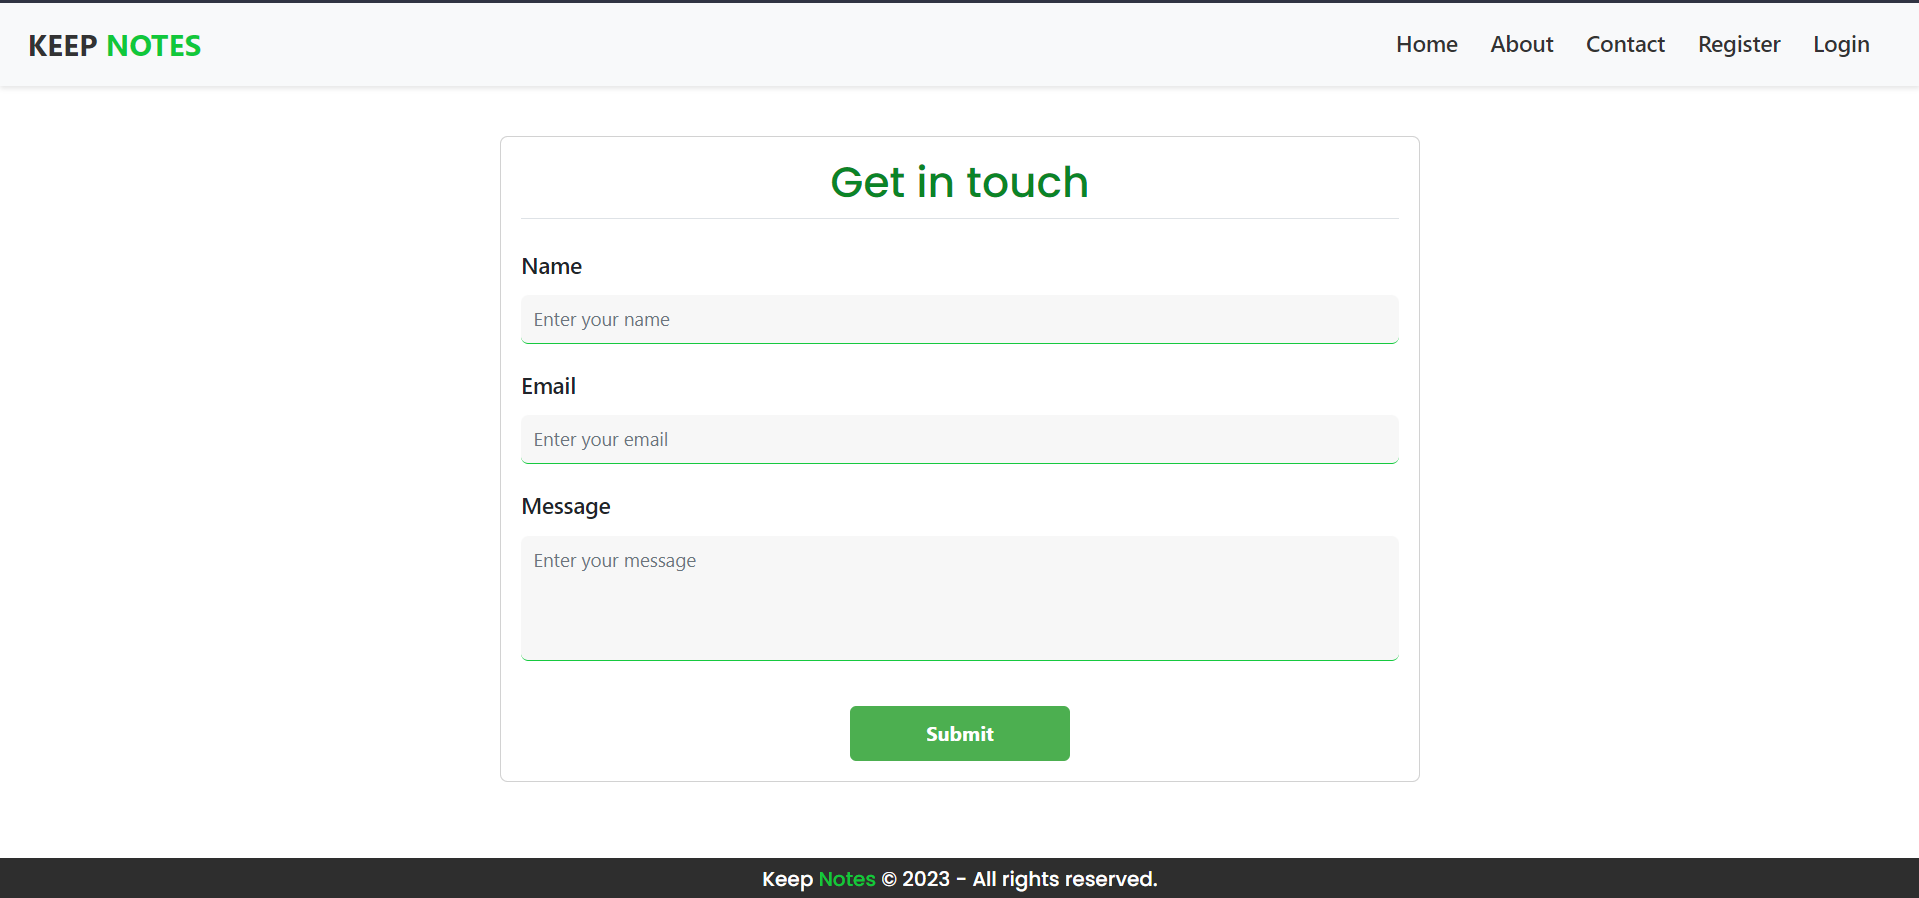 KEEP NOTES
Home About Contact Register Login
Get in touch
Name
Enter your name
Email
Enter your email
Message
Enter your message
Submit
Keep Notes © 2023 - All rights reserved.